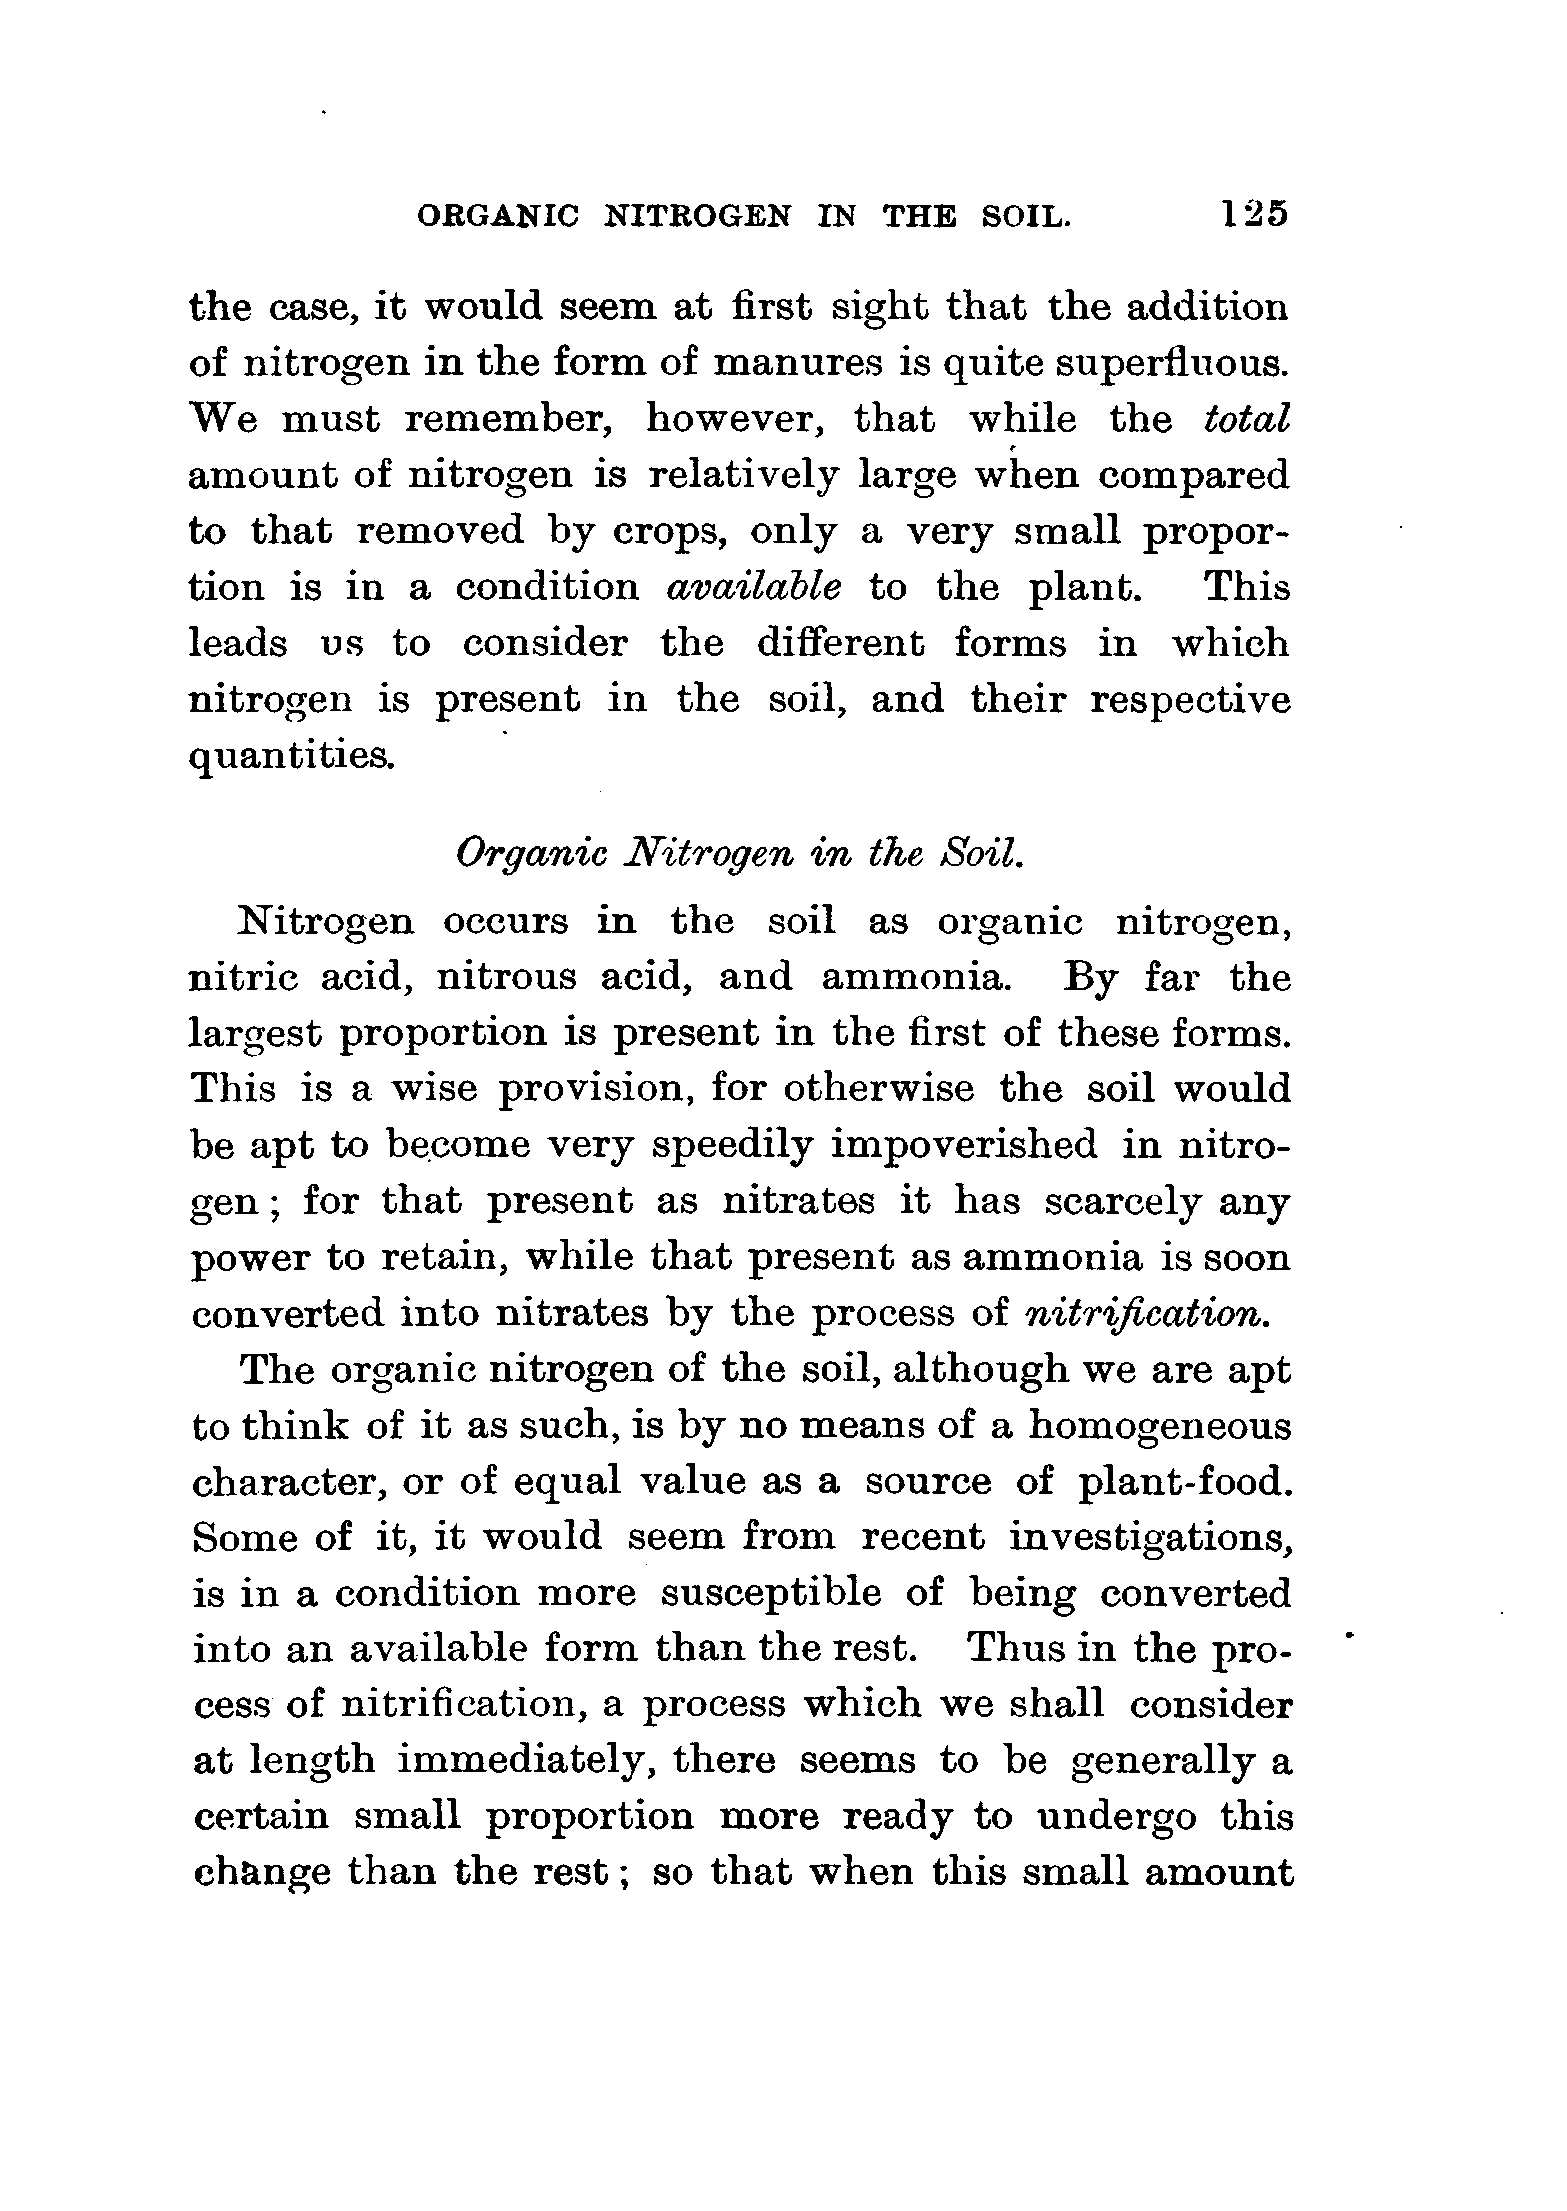 ORGANIC NITROGEN IN THE SOIL. 125
the case, it would seem at first sight that the addition
of nitrogen in the form of manures is quite superfluous.
We must remember, however, that while the total
amount of nitrogen is relatively large when compared
to that removed by crops, only a very small propor-
tion is in a condition available to the plant. This
leads us to consider the different forms in which
nitrogen is present in the soil, and their respective
quantities.
Organic Nitrogen in the Soil.
Nitrogen occurs in the soil as organic nitrogen,
nitric acid, nitrous acid, and ammonia. By far the
largest proportion is present in the first of these forms.
This is a wise provision, for otherwise the soil would
be apt to become very speedily impoverished in nitro-
gen; for that present as nitrates it has scarcely any
power to retain, while that present as ammonia is soon
converted into nitrates by the process of nitrification.
The organic nitrogen of the soil, although we are apt
to think of it as such, is by no means of a homogeneous
character, or of equal value as a source of plant-food.
Some of it, it would seem from recent investigations,
is in a condition more susceptible of being converted
into an available form than the rest. Thus in the pro-
cess of nitrification, a process which we shall consider
at length immediately, there seems to be generally a
certain small proportion more ready to undergo this
change than the rest; so that when this small amount